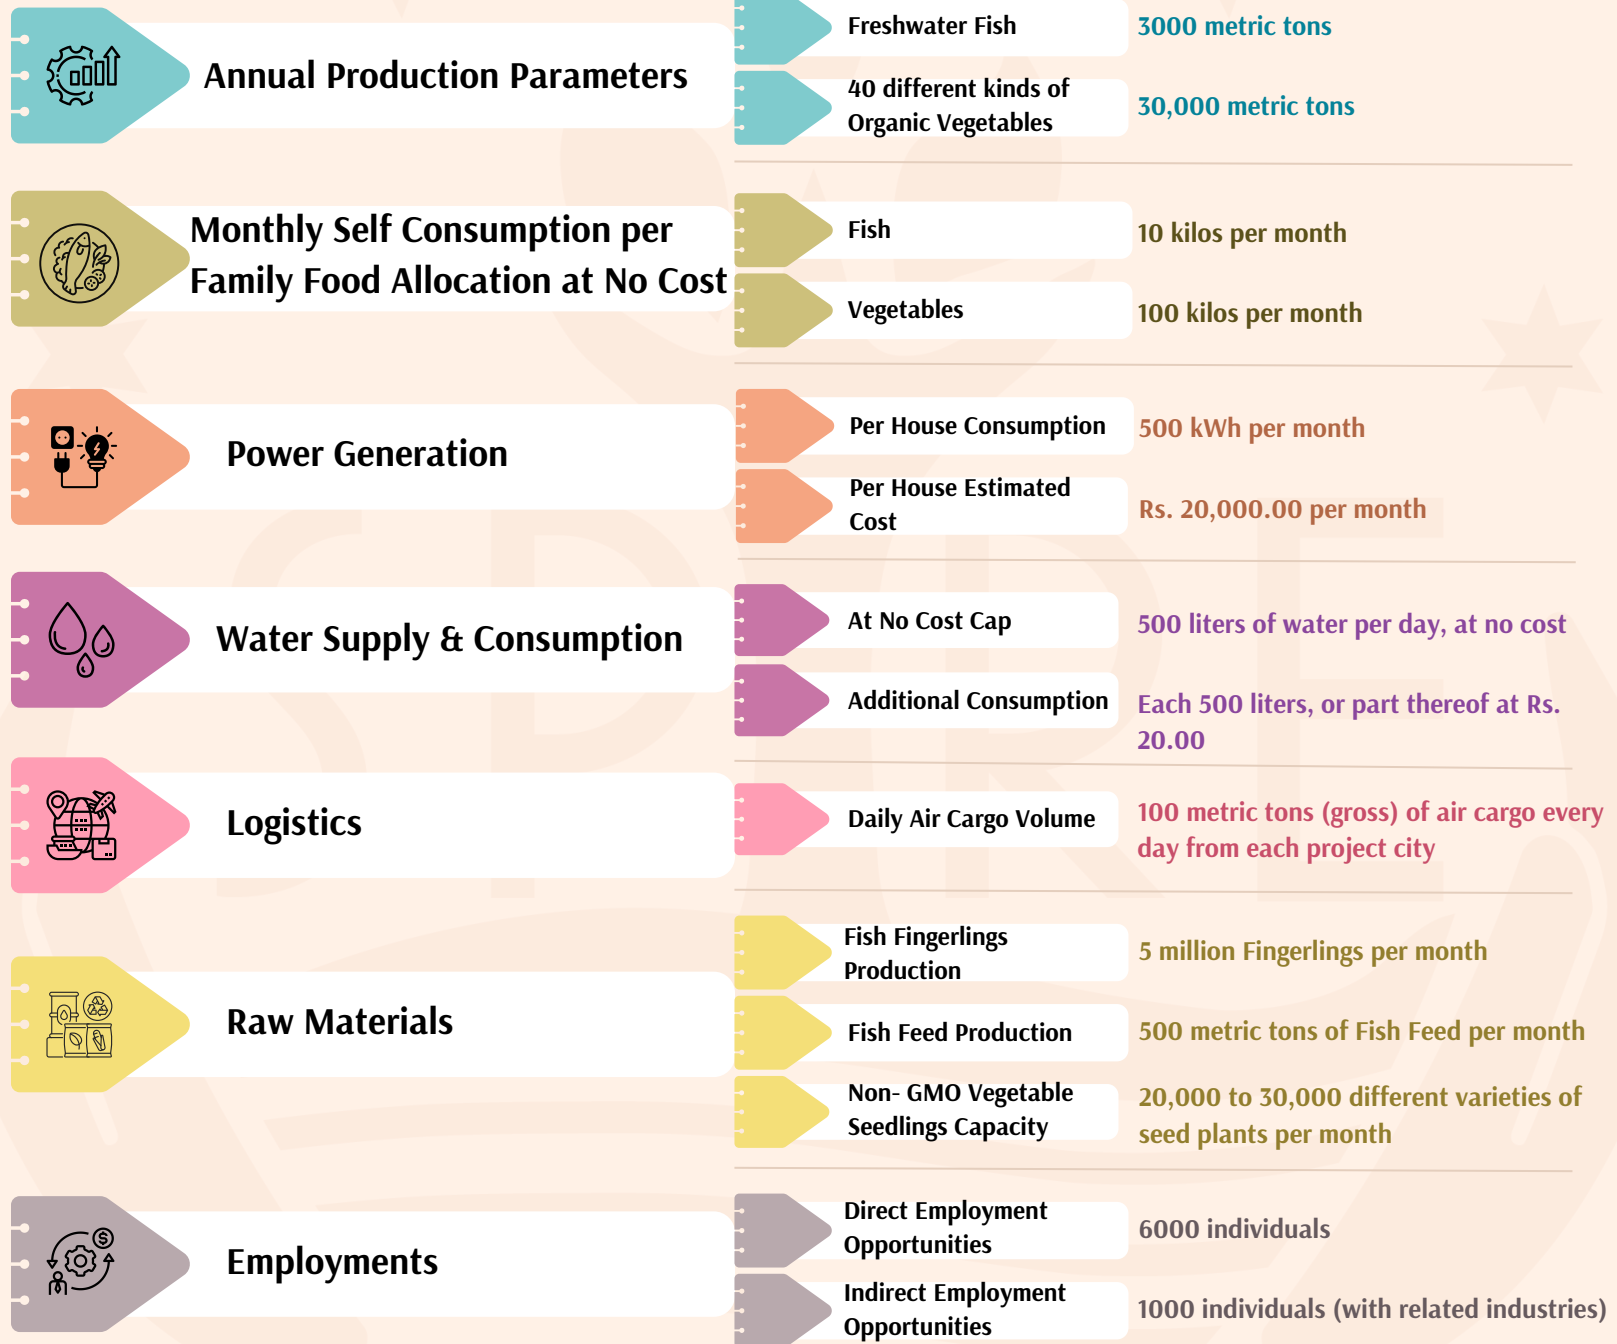 Annual Production Parameters
Freshwater Fish
3000 metric tons
40 different kinds of
Organic Vegetables
30,000 metric tons
Monthly Self Consumption per
Family Food Allocation at No Cost
Fish
10 kilos per month
Vegetables
100 kilos per month
Power Generation
Per House Consumption
500 kWh per month
Per House Estimated
Cost
Rs. 20,000.00 per month
Water Supply & Consumption
At No Cost Cap
500 liters of water per day, at no cost
Additional Consumption
Each 500 liters, or part thereof at Rs.
20.00
Logistics
Daily Air Cargo Volume
100 metric tons (gross) of air cargo every
day from each project city
Raw Materials
Fish Fingerlings
Production
5 million Fingerlings per month
Fish Feed Production
500 metric tons of Fish Feed per month
Non- GMO Vegetable
Seedlings Capacity
20,000 to 30,000 different varieties of
seed plants per month
Employments
Direct Employment
Opportunities
6000 individuals
Indirect Employment
Opportunities
1000 individuals (with related industries)